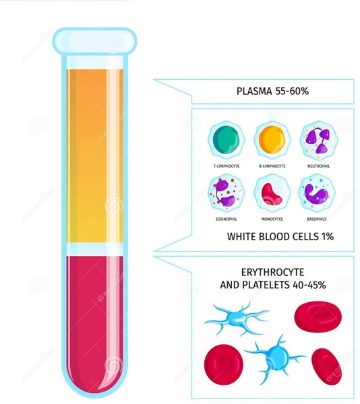 PLASMA 55-60%
T-LYMPHOCYTE B-LYMPHOCYTE NEUTROPHIL
EOSINOPHIL MONOCYTES BASOPHILS
WHITE BLOOD CELLS 1%
ERYTHROCYTE
AND PLATELETS 40-45%